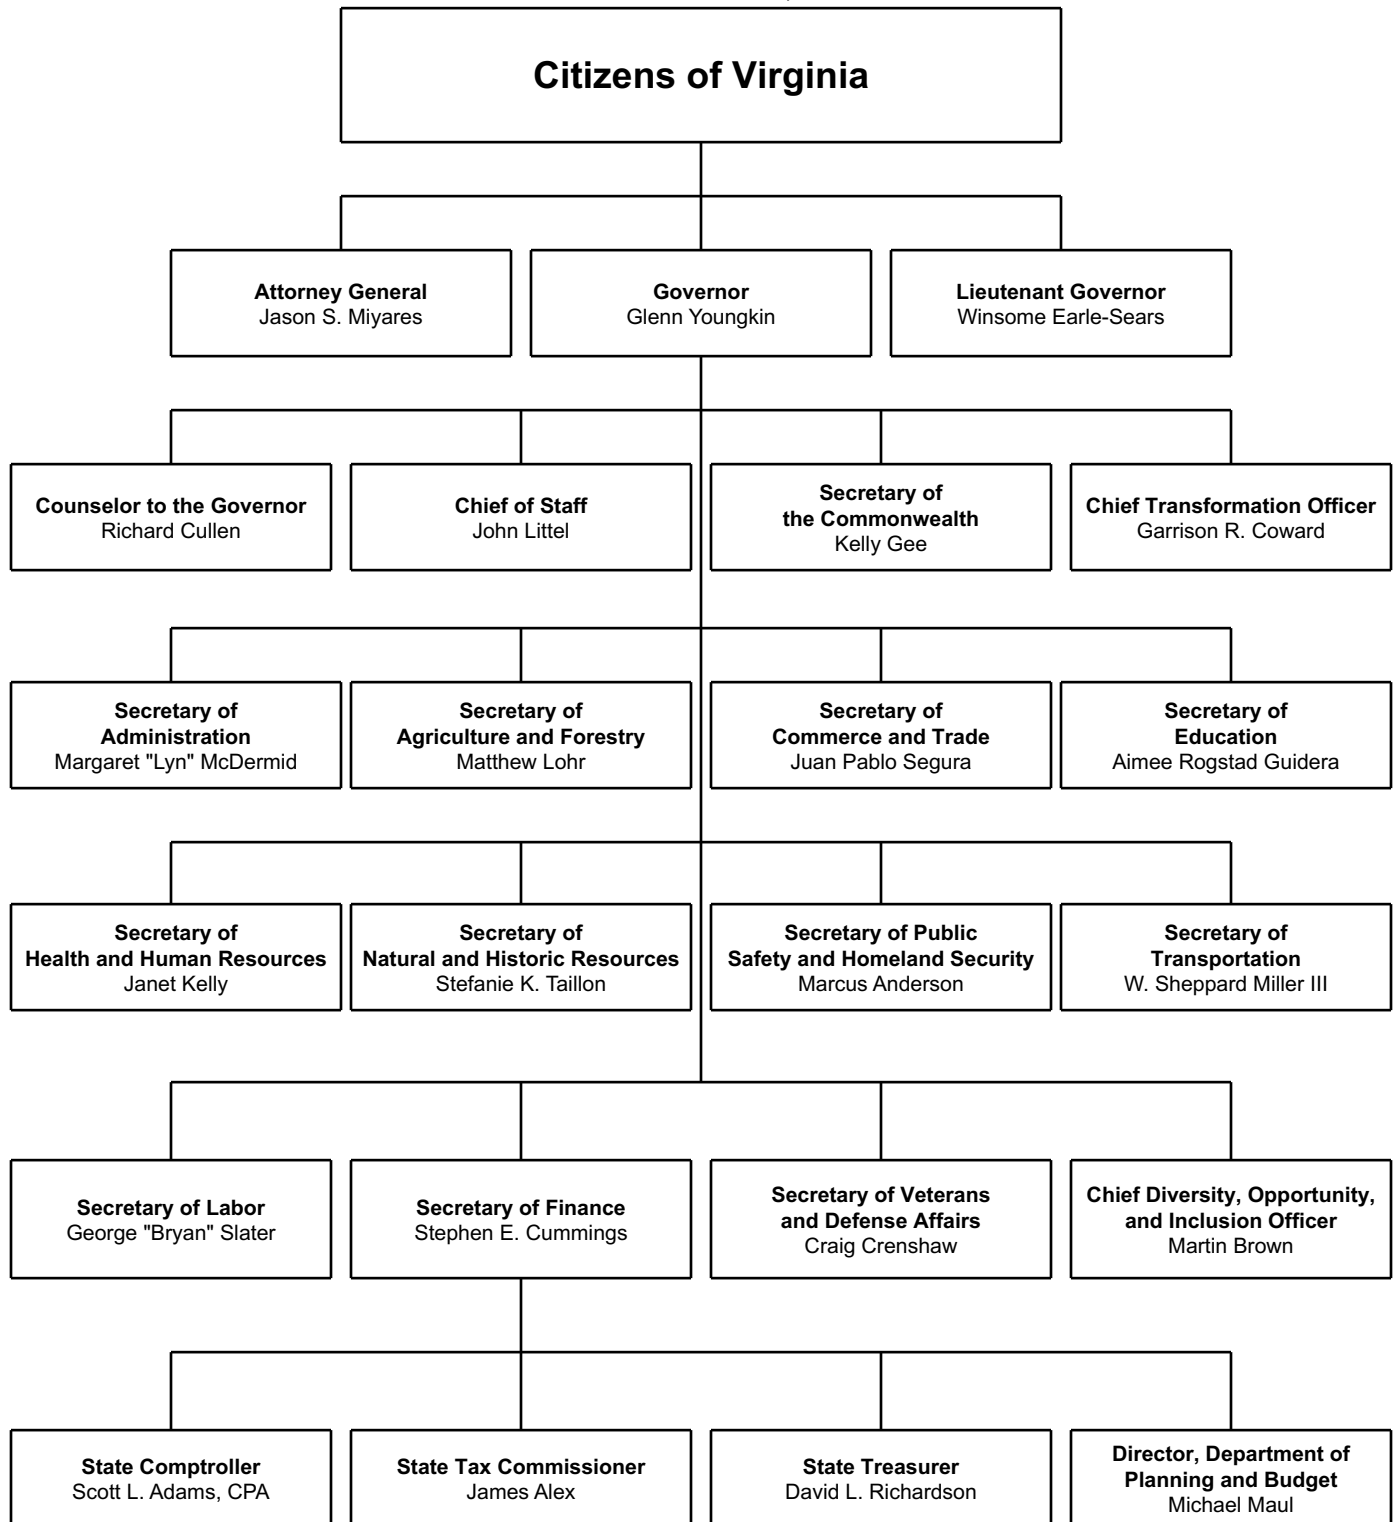 Citizens of Virginia
Attorney General
Jason S. Miyares
Governor
Glenn Youngkin
Lieutenant Governor
Winsome Earle-Sears
Counselor to the Governor
Richard Cullen
Chief of Staff
John Littel
Secretary of
the Commonwealth
Kelly Gee
Chief Transformation Officer
Garrison R. Coward
Secretary of
Administration
Margaret "Lyn" McDermid
Secretary of
Agriculture and Forestry
Matthew Lohr
Secretary of
Commerce and Trade
Juan Pablo Segura
Secretary of
Education
Aimee Rogstad Guidera
Secretary of
Health and Human Resources
Janet Kelly
Secretary of
Natural and Historic Resources
Stefanie K. Taillon
Secretary of Public
Safety and Homeland Security
Marcus Anderson
Secretary of
Transportation
W. Sheppard Miller III
Secretary of Labor
George "Bryan" Slater
Secretary of Finance
Stephen E. Cummings
Secretary of Veterans
and Defense Affairs
Craig Crenshaw
Chief Diversity, Opportunity,
and Inclusion Officer
Martin Brown
State Comptroller
Scott L. Adams, CPA
State Tax Commissioner
James Alex
State Treasurer
David L. Richardson
Director, Department of
Planning and Budget
Michael Maul